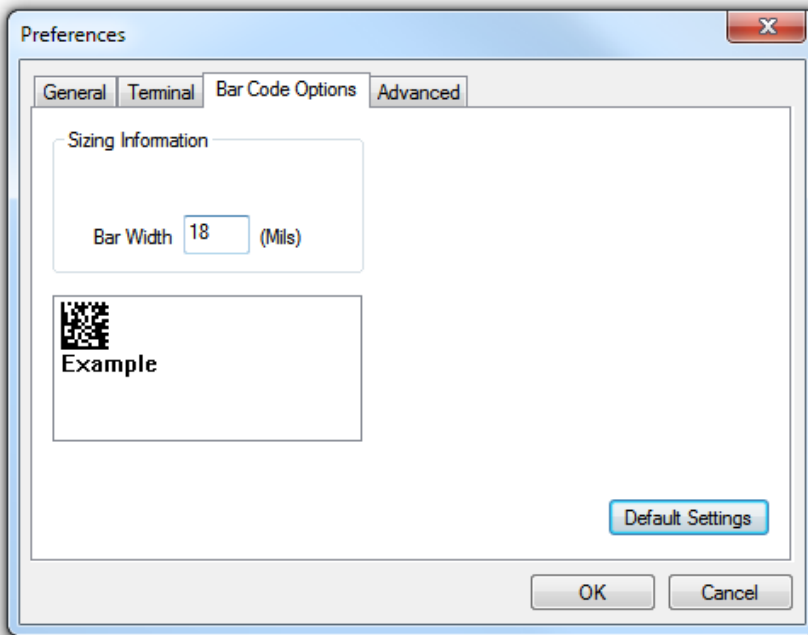 Preferences
General Terminal Bar Code Options Advanced
Sizing Information
Bar Width 18 (Mils)
Example
Default Settings
OK Cancel